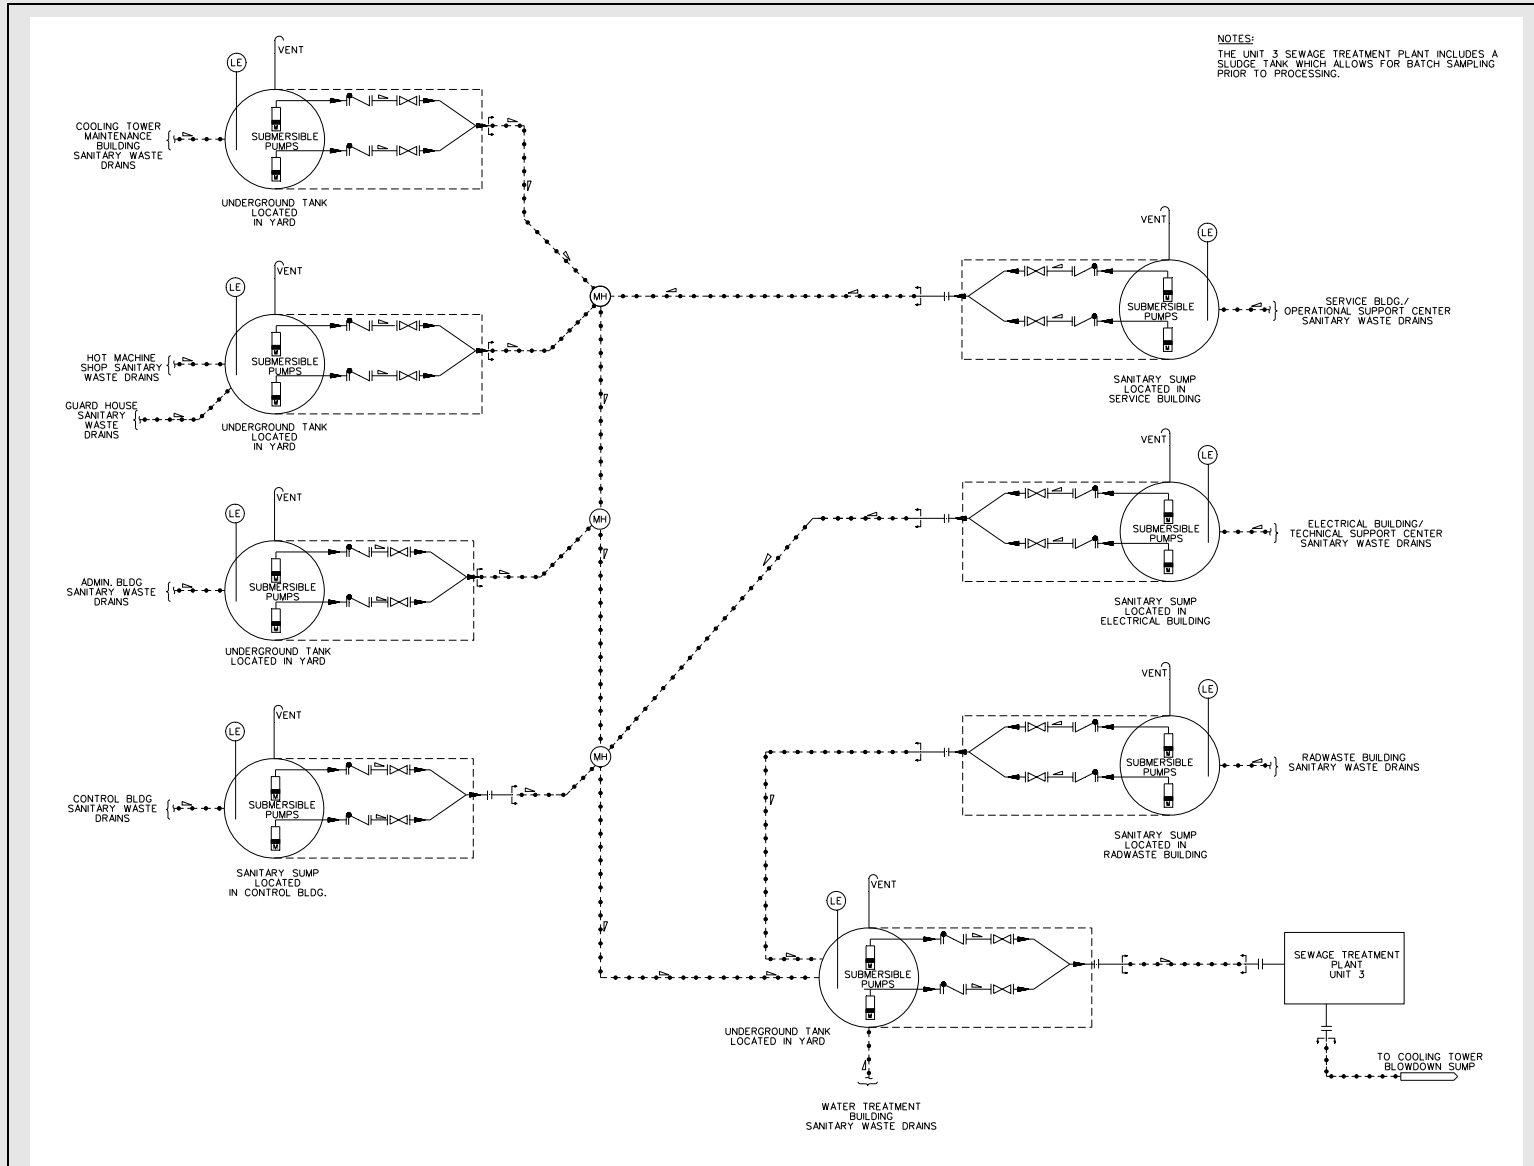 NOTES:
THE UNIT 3 SEWAGE TREATMENT PLANT INCLUDES A
SLUDGE TANK WHICH ALLOWS FOR BATCH SAMPLING
PRIOR TO PROCESSING.
LE
VENT
COOLING TOWER
MAINTENANCE
BUILDING
SANITARY WASTE
DRAINS
SUBMERSIBLE
PUMPS
M
M
UNDERGROUND TANK
LOCATED
IN YARD
LE
VENT
HOT MACHINE
SHOP SANITARY
WASTE DRAINS
GUARD HOUSE
SANITARY
WASTE
DRAINS
SUBMERSIBLE
PUMPS
M
M
UNDERGROUND TANK
LOCATED
IN YARD
MH
LE
VENT
ADMIN. BLDG
SANITARY WASTE
DRAINS
SUBMERSIBLE
PUMPS
M
M
UNDERGROUND TANK
LOCATED IN YARD
MH
LE
VENT
CONTROL BLDG
SANITARY WASTE
DRAINS
SUBMERSIBLE
PUMPS
M
M
SANITARY SUMP
LOCATED
IN CONTROL BLDG.
MH
VENT
LE
SUBMERSIBLE
PUMPS
M
M
SERVICE BLDG./
OPERATIONAL SUPPORT CENTER
SANITARY WASTE DRAINS
SANITARY SUMP
LOCATED IN
SERVICE BUILDING
VENT
LE
SUBMERSIBLE
PUMPS
M
M
ELECTRICAL BUILDING/
TECHNICAL SUPPORT CENTER
SANITARY WASTE DRAINS
SANITARY SUMP
LOCATED IN
ELECTRICAL BUILDING
VENT
LE
SUBMERSIBLE
PUMPS
M
M
RADWASTE BUILDING
SANITARY WASTE DRAINS
SANITARY SUMP
LOCATED IN
RADWASTE BUILDING
LE
VENT
SUBMERSIBLE
PUMPS
M
M
UNDERGROUND TANK
LOCATED IN YARD
WATER TREATMENT
BUILDING
SANITARY WASTE DRAINS
SEWAGE TREATMENT
PLANT
UNIT 3
TO COOLING TOWER
BLOWDOWN SUMP